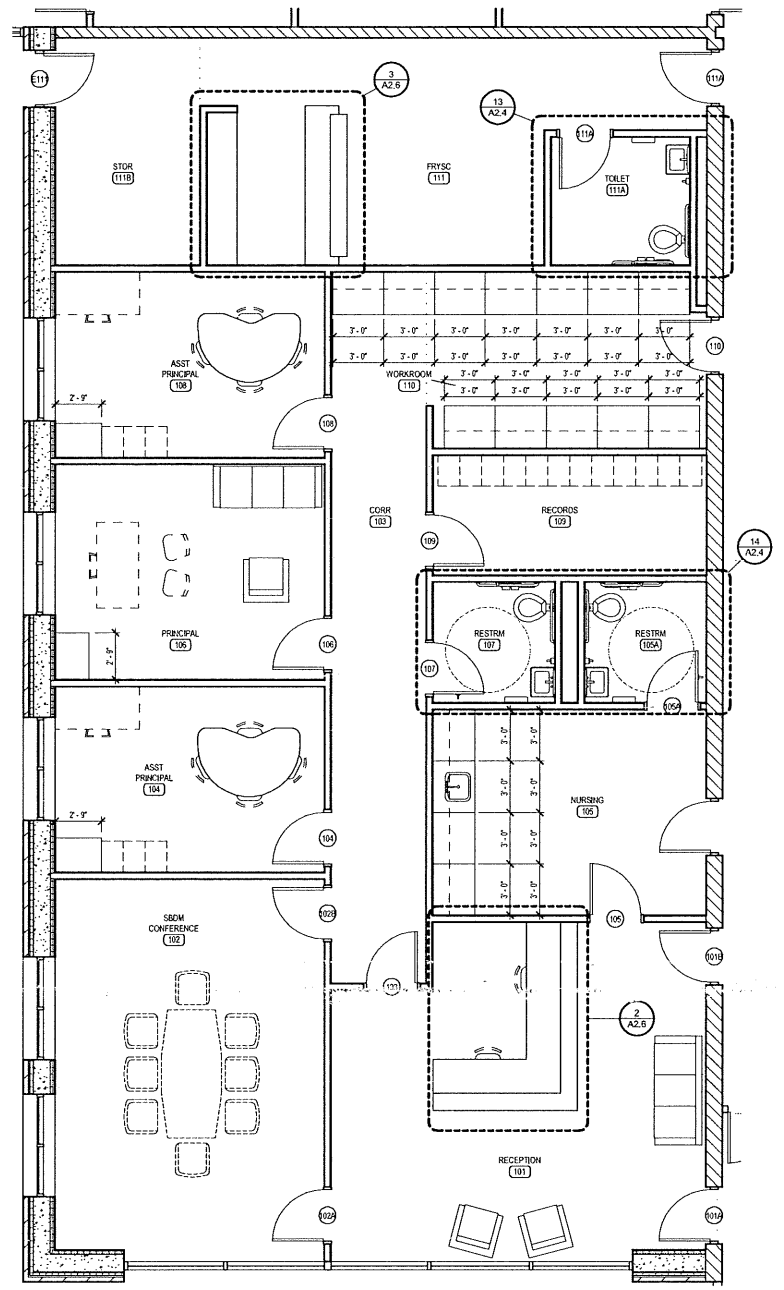 E111
3
A2.6
111A
13
A2.4
111A
STOR
111B
FRYSC
111
TOILET
111A
3'-0" 3'-0" 3'-0" 3'-0" 3'-0" 3'-0" 3'-0"
3'-0" 3'-0" 3'-0" 3'-0" 3'-0" 3'-0" 3'-0"
110
ASST
PRINCIPAL
108
WORKROOM
110
3'-0" 3'-0" 3'-0" 3'-0" 3'-0"
3'-0" 3'-0" 3'-0" 3'-0" 3'-0"
2'-9"
108
CORR
103
RECORDS
109
109
14
A2.4
PRINCIPAL
106
2'-9"
106
RESTRM
107
RESTRM
105A
107
105A
3'-0" 3'-0"
3'-0" 3'-0"
3'-0" 3'-0"
3'-0" 3'-0"
ASST
PRINCIPAL
104
NURSING
105
2'-9"
104
102B
105
SBDM
CONFERENCE
102
101B
2
A2.6
RECEPTION
101
102A
101A